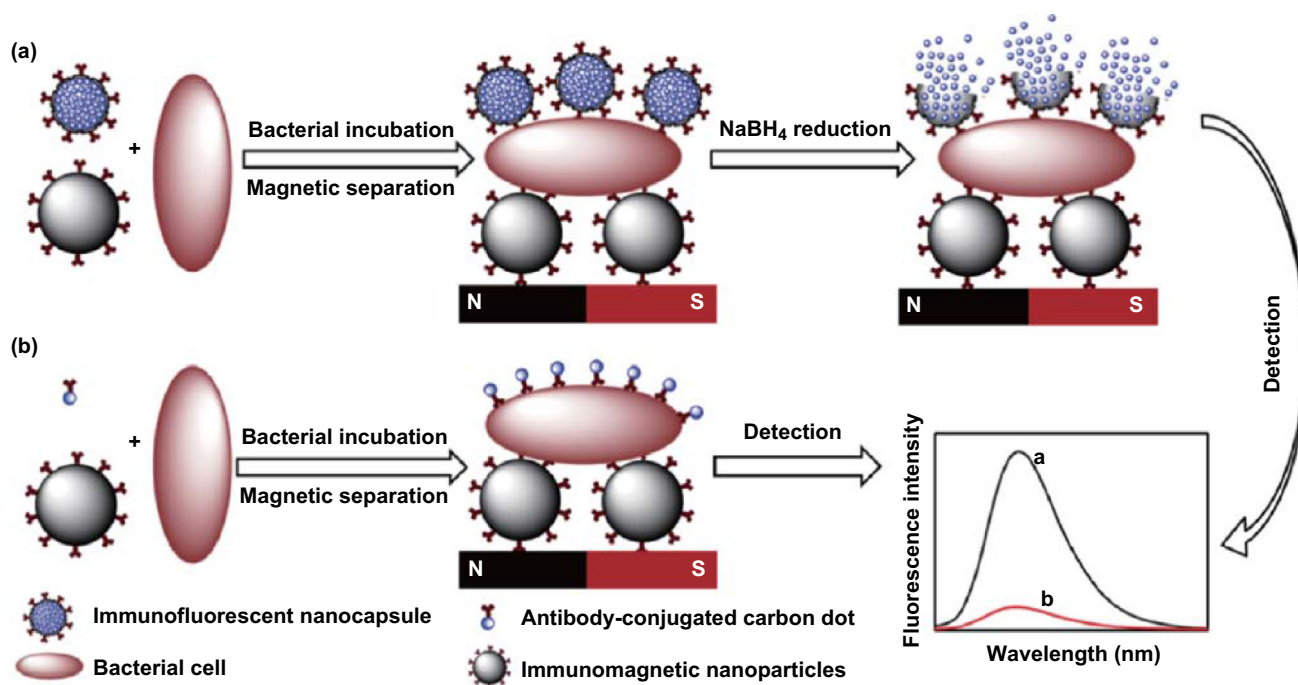 (a)
+
Bacterial incubation
Magnetic separation
NaBH₄ reduction
N
S
N
S
Detection
(b)
+
Bacterial incubation
Magnetic separation
Detection
N
S
Fluorescence intensity
a
b
Wavelength (nm)
Immunofluorescent nanocapsule
Antibody-conjugated carbon dot
Bacterial cell
Immunomagnetic nanoparticles